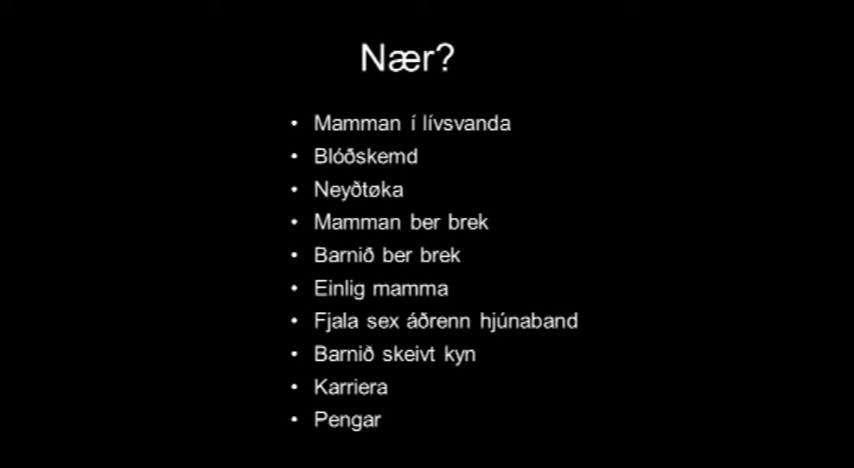 Nær?
• Mamman í lívsvanda
• Blóðskemd
• Neyðtøka
• Mamman ber brek
• Barnið ber brek
• Einlig mamma
• Fjala sex áðrenn hjúnaband
• Barnið skeivt kyn
• Karriera
• Pengar